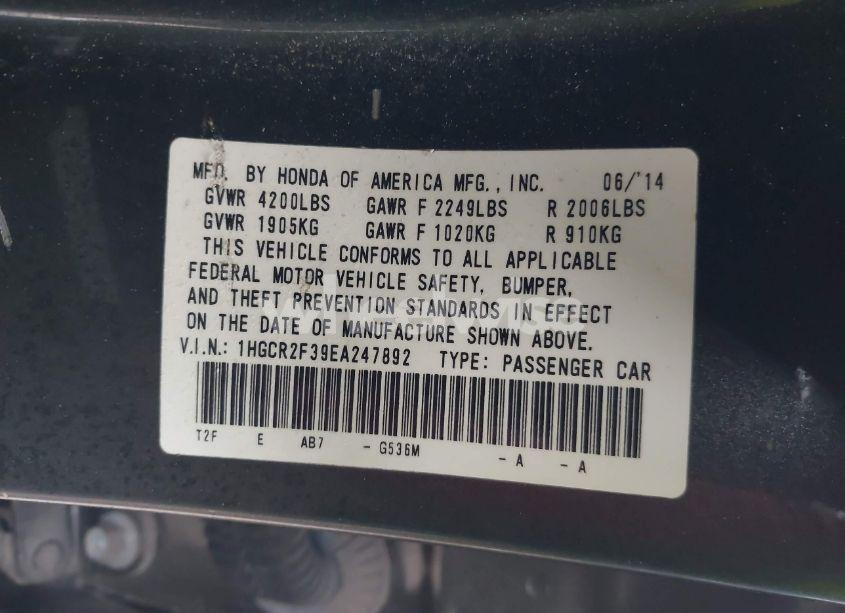 MFD. BY HONDA OF AMERICA MFG., INC. 06/'14
GVWR 4200LBS GAWR F 2249LBS R 2006LBS
GVWR 1905KG GAWR F 1020KG R 910KG
THIS VEHICLE CONFORMS TO ALL APPLICABLE
FEDERAL MOTOR VEHICLE SAFETY, BUMPER,
AND THEFT PREVENTION STANDARDS IN EFFECT
ON THE DATE OF MANUFACTURE SHOWN ABOVE.
V.I.N.: 1HGCR2F39EA247892 TYPE: PASSENGER CAR
T2F E AB7 - G536M - A - A